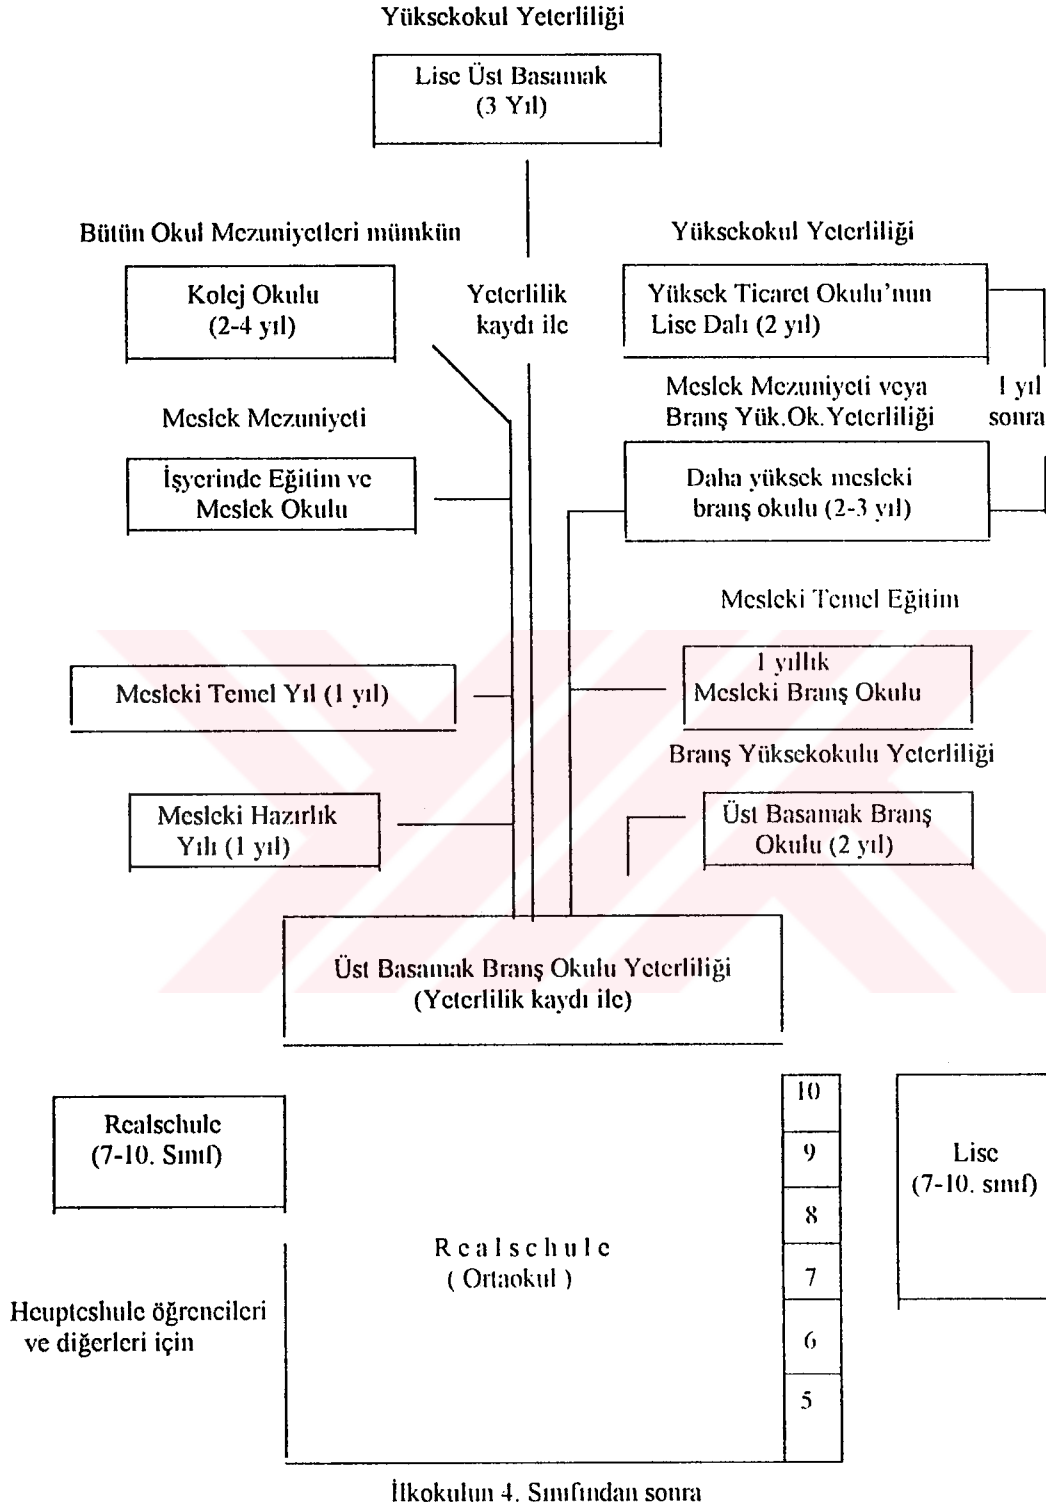 Yüksekokul Yeterliliği
Lise Üst Basamak
(3 Yıl)
Bütün Okul Mezuniyetleri mümkün
Yüksekokul Yeterliliği
Kolej Okulu
(2-4 yıl)
Yeterlilik
kaydı ile
Yüksek Ticaret Okulu'nun
Lise Dalı (2 yıl)
Meslek Mezuniyeti
Meslek Mezuniyeti veya
Branş Yük.Ok.Yeterliliği
1 yıl
sonra
İşyerinde Eğitim ve
Meslek Okulu
Daha yüksek mesleki
branş okulu (2-3 yıl)
Mesleki Temel Eğitim
Mesleki Temel Yıl (1 yıl)
1 yıllık
Mesleki Branş Okulu
Branş Yüksekokulu Yeterliliği
Mesleki Hazırlık
Yılı (1 yıl)
Üst Basamak Branş
Okulu (2 yıl)
Üst Basamak Branş Okulu Yeterliliği
(Yeterlilik kaydı ile)
Realschule
(7-10. Sınıf)
10
9
8
7
6
5
Lise
(7-10. sınıf)
Realschule
( Ortaokul )
Heupteshule öğrencileri
ve diğerleri için
İlkokulun 4. Sınıfından sonra